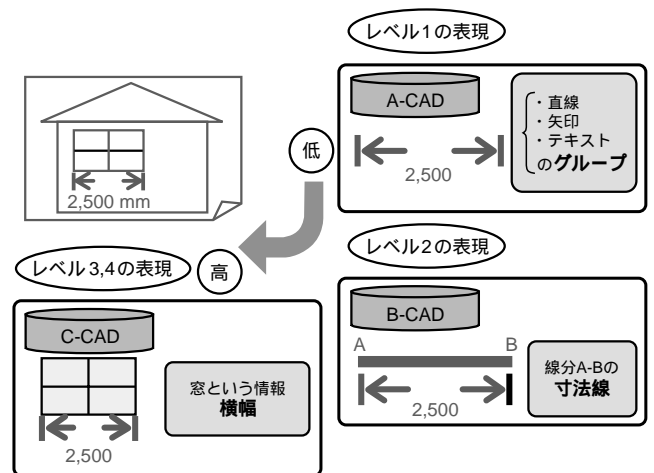 レベル1の表現
A-CAD
2,500
・直線
・矢印
・テキスト
のグループ
2,500 mm
低
高
レベル2の表現
B-CAD
A
B
2,500
線分A-Bの
寸法線
レベル3,4の表現
C-CAD
2,500
窓という情報
横幅